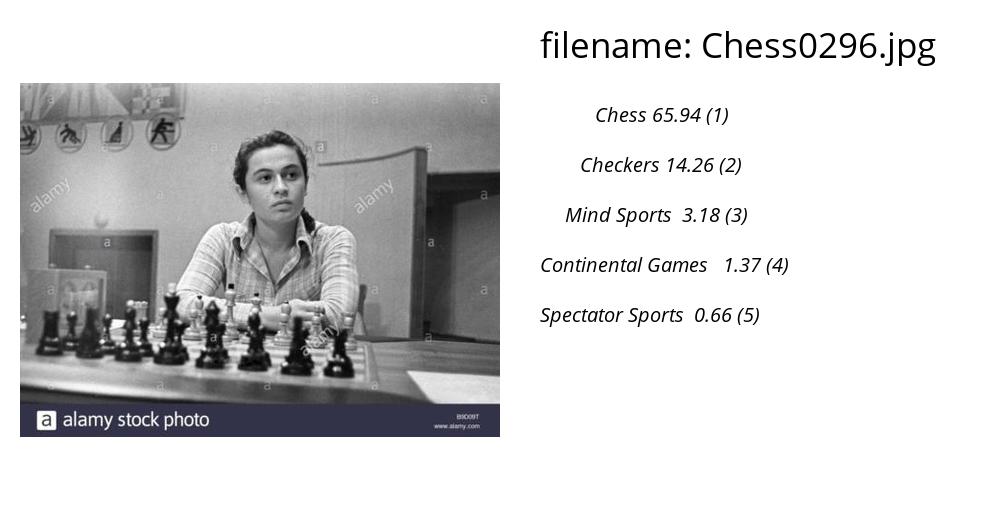 filename: Chess0296.jpg
Chess 65.94 (1)
Checkers 14.26 (2)
Mind Sports 3.18 (3)
Continental Games 1.37 (4)
Spectator Sports 0.66 (5)
a
a
a
a
a
a
alamy
alamy
a
a
a
a
a
alamy
a
a alamy stock photo
B9D09T
www.alamy.com